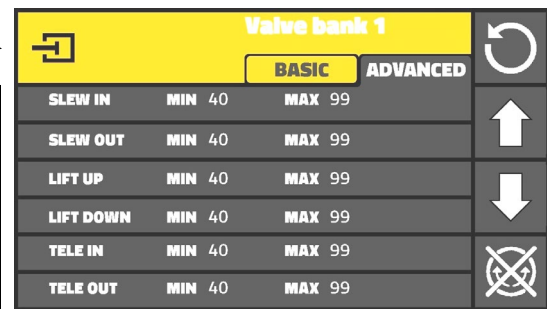 Valve bank 1
BASIC ADVANCED
SLEW IN MIN 40 MAX 99
SLEW OUT MIN 40 MAX 99
LIFT UP MIN 40 MAX 99
LIFT DOWN MIN 40 MAX 99
TELE IN MIN 40 MAX 99
TELE OUT MIN 40 MAX 99